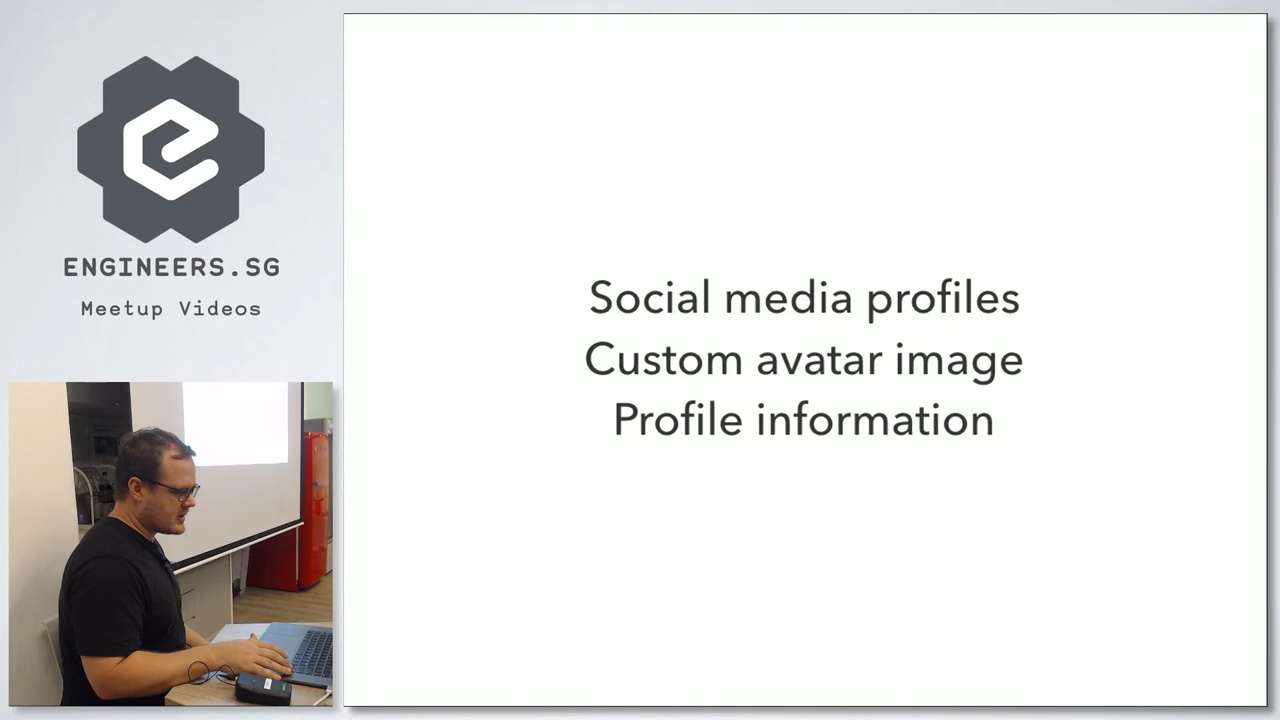 ENGINEERS.SG
Meetup Videos
Social media profiles
Custom avatar image
Profile information